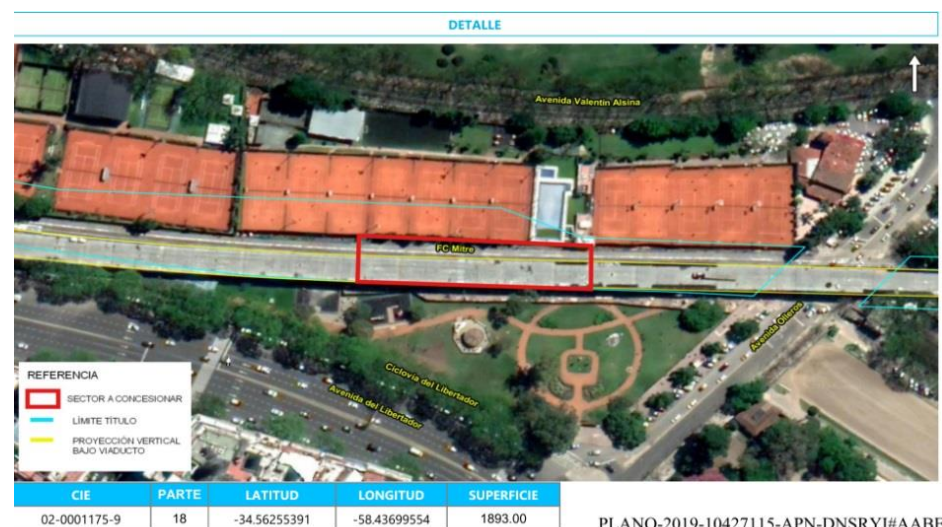 DETALLE
Avenida Valentín Alsina
FC Mitre
Avenida Olleros
Ciclovía del Libertador
Avenida del Libertador
REFERENCIA
SECTOR A CONCESIONAR
LÍMITE TÍTULO
PROYECCIÓN VERTICAL
BAJO VIADUCTO
CIE PARTE LATITUD LONGITUD SUPERFICIE
02-0001175-9 18 -34.56255391 -58.43699554 1893.00
PLANO-2019-10427115-APN-DNSRYI#AABE